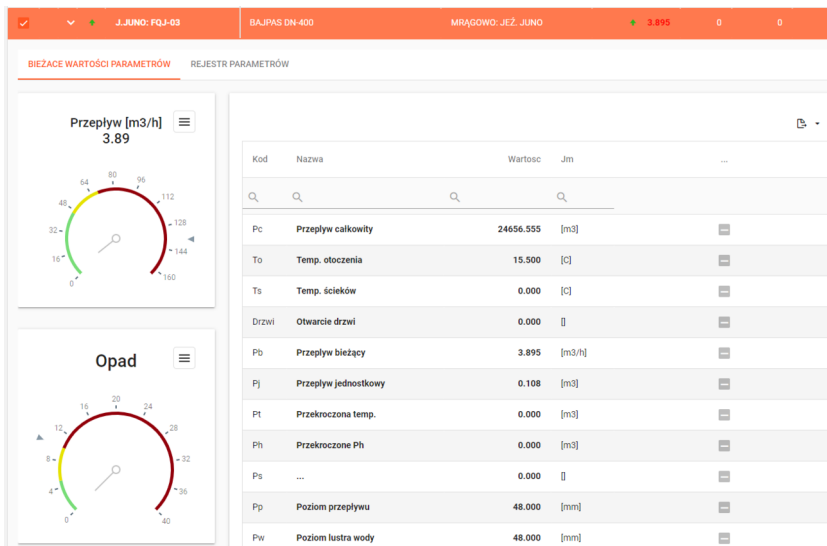 J.JUNO: FQJ-03 BAJPAS DN-400 MRĄGOWO: JEŻ. JUNO 3.895 0 0
BIEŻACE WARTOŚCI PARAMETRÓW REJESTR PARAMETRÓW
Przepływ [m3/h]
3.89
0
16
32
48
64
80
96
112
128
144
160
Opad
0
4
8
12
16
20
24
28
32
36
40
Kod Nazwa Wartosc Jm ...
Pc Przeplyw całkowity 24656.555 [m3]
To Temp. otoczenia 15.500 [C]
Ts Temp. ścieków 0.000 [C]
Drzwi Otwarcie drzwi 0.000 []
Pb Przeplyw bieżący 3.895 [m3/h]
Pj Przepływ jednostkowy 0.108 [m3]
Pt Przekroczona temp. 0.000 [m3]
Ph Przekroczone Ph 0.000 [m3]
Ps ... 0.000 []
Pp Poziom przepływu 48.000 [mm]
Pw Poziom lustra wody 48.000 [mm]